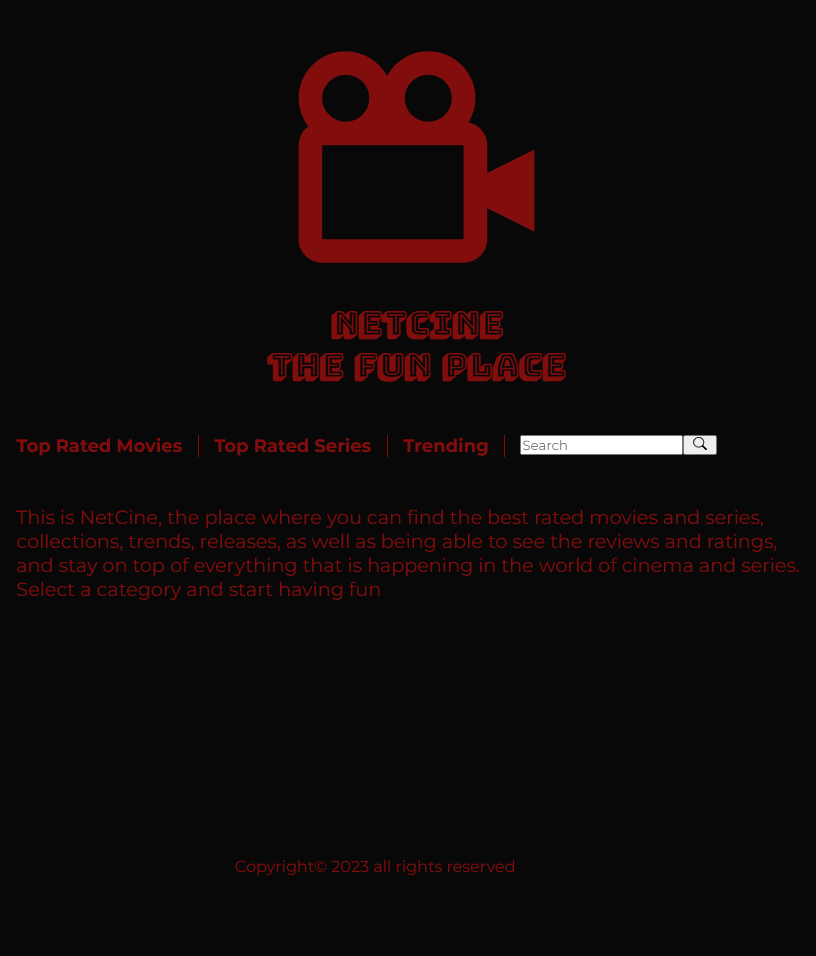 NETCINE
THE FUN PLACE
Top Rated Movies Top Rated Series Trending Search
This is NetCine, the place where you can find the best rated movies and series,
collections, trends, releases, as well as being able to see the reviews and ratings,
and stay on top of everything that is happening in the world of cinema and series.
Select a category and start having fun
Copyright© 2023 all rights reserved